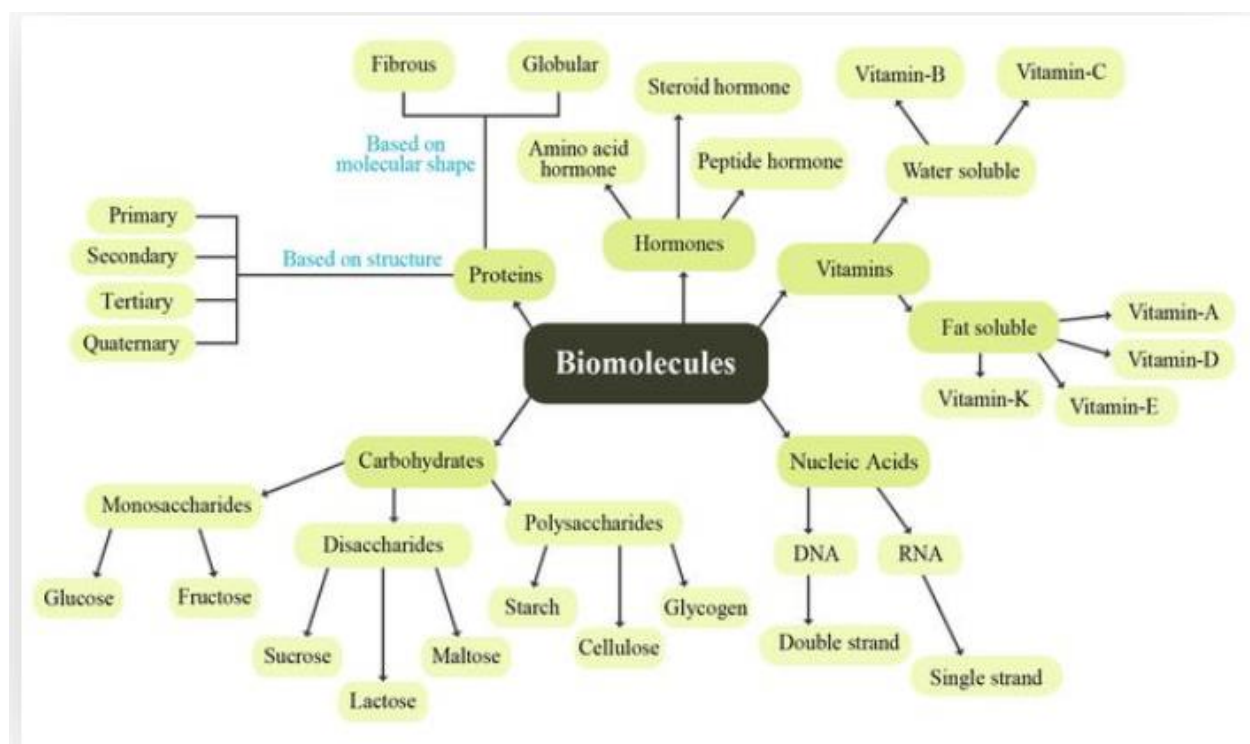 Fibrous
Globular
Based on
molecular shape
Primary
Secondary
Tertiary
Quaternary
Based on structure
Proteins
Steroid hormone
Amino acid
hormone
Peptide hormone
Hormones
Vitamin-B
Vitamin-C
Water soluble
Vitamins
Fat soluble
Vitamin-A
Vitamin-D
Vitamin-K
Vitamin-E
Biomolecules
Carbohydrates
Monosaccharides
Glucose
Fructose
Disaccharides
Sucrose
Lactose
Maltose
Polysaccharides
Starch
Cellulose
Glycogen
Nucleic Acids
DNA
RNA
Double strand
Single strand